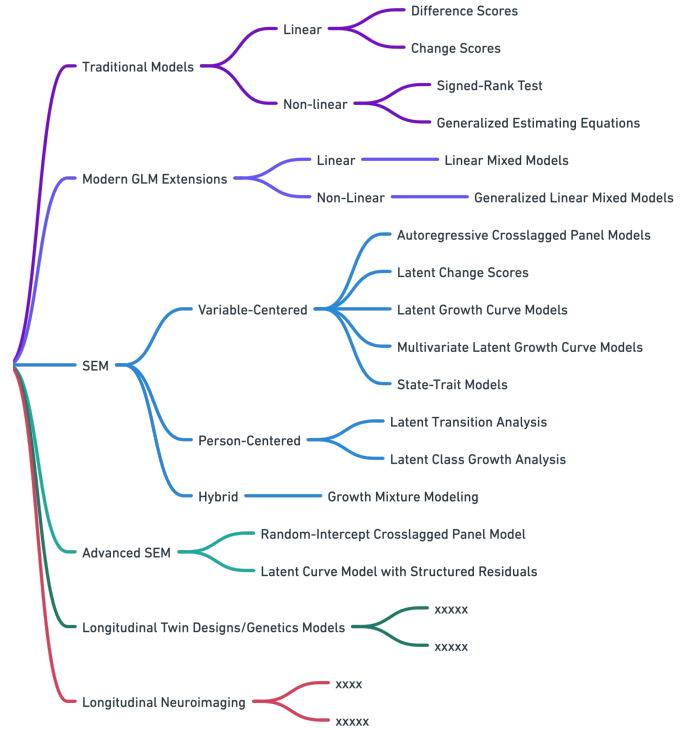 Difference Scores
Linear
Change Scores
Traditional Models
Signed-Rank Test
Non-linear
Generalized Estimating Equations
Linear
Linear Mixed Models
Modern GLM Extensions
Non-Linear
Generalized Linear Mixed Models
Autoregressive Crosslagged Panel Models
Latent Change Scores
Variable-Centered
Latent Growth Curve Models
Multivariate Latent Growth Curve Models
SEM
State-Trait Models
Latent Transition Analysis
Person-Centered
Latent Class Growth Analysis
Hybrid
Growth Mixture Modeling
Random-Intercept Crosslagged Panel Model
Advanced SEM
Latent Curve Model with Structured Residuals
xxxxx
Longitudinal Twin Designs/Genetics Models
xxxxx
xxxx
Longitudinal Neuroimaging
xxxxx